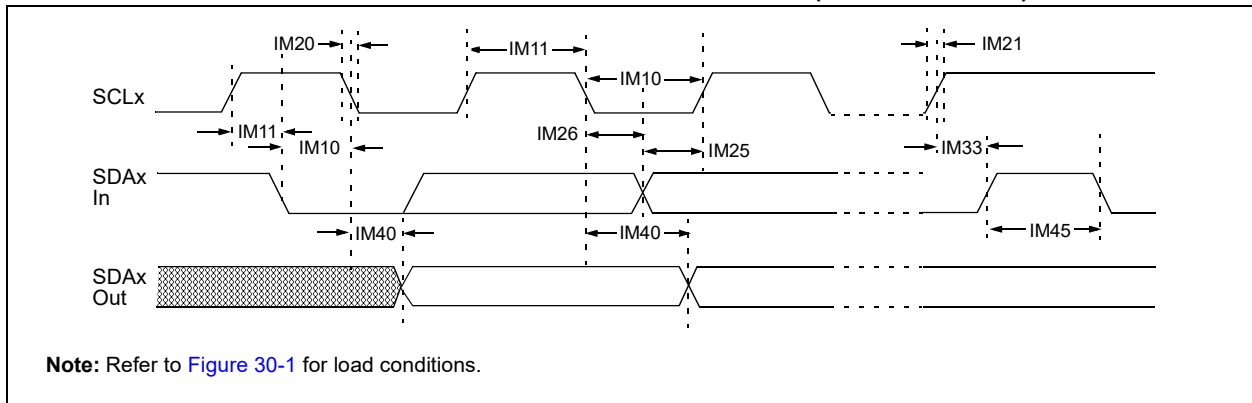 IM20
IM11
IM21
IM10
SCLx
IM11
IM10
IM26
IM25
IM33
SDAx
In
IM40
IM40
IM45
SDAx
Out
Note: Refer to Figure 30-1 for load conditions.